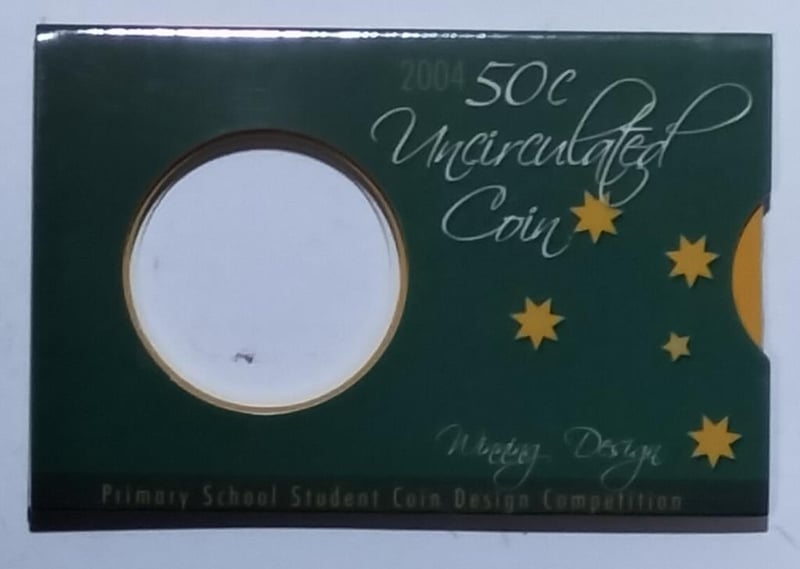 2004 50c
Uncirculated
Coin
Winning Design
Primary School Student Coin Design Competition